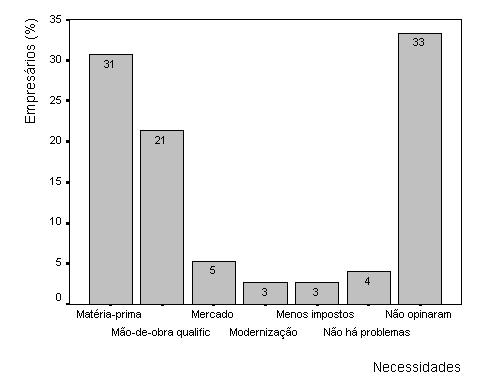 Empresários (%)
35
30
25
20
15
10
5
0
31
21
5
3
3
4
33
Matéria-prima
Mercado
Menos impostos
Não opinaram
Mão-de-obra qualific
Modernização
Não há problemas
Necessidades